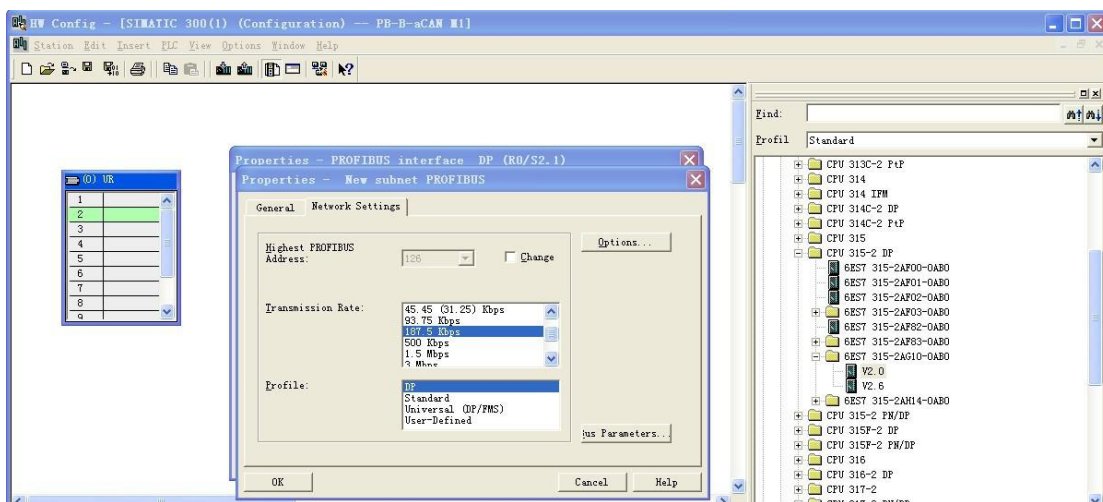 HW Config - [SIMATIC 300(1) (Configuration) -- PB-B-aCAN M1]
Station Edit Insert PLC View Options Window Help
Find:
Profil Standard
(0) UR
1
2
3
4
5
6
7
8
Properties - PROFIBUS interface DP (R0/S2.1)
Properties - New subnet PROFIBUS
General Network Settings
Highest PROFIBUS
Address:
126
Change
Options...
Transmission Rate:
45.45 (31.25) Kbps
93.75 Kbps
187.5 Kbps
500 Kbps
1.5 Mbps
3 Mbps
Profile:
DP
Standard
Universal (DP/FMS)
User-Defined
us Parameters...
OK Cancel Help
CPU 313C-2 PtP
CPU 314
CPU 314 IFM
CPU 314C-2 DP
CPU 314C-2 PtP
CPU 315
CPU 315-2 DP
6ES7 315-2AF00-0AB0
6ES7 315-2AF01-0AB0
6ES7 315-2AF02-0AB0
6ES7 315-2AF03-0AB0
6ES7 315-2AF82-0AB0
6ES7 315-2AF83-0AB0
6ES7 315-2AG10-0AB0
V2.0
V2.6
6ES7 315-2AH14-0AB0
CPU 315-2 PN/DP
CPU 315F-2 DP
CPU 315F-2 PN/DP
CPU 316
CPU 316-2 DP
CPU 317-2